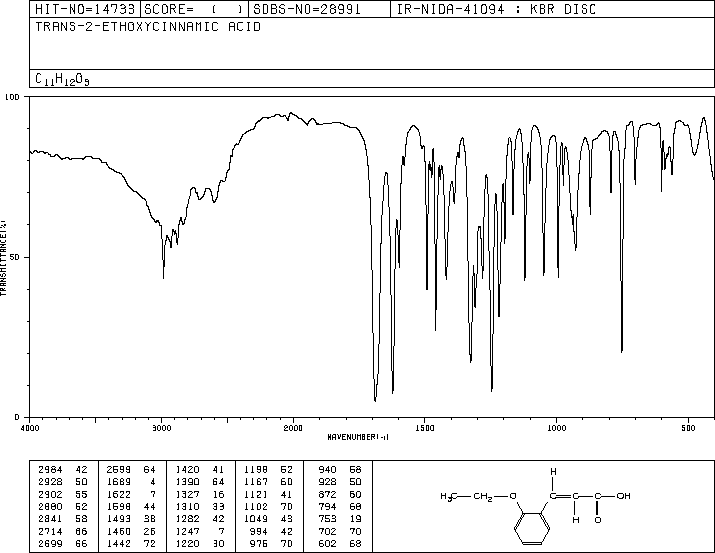 HIT-NO=14733 SCORE= ( ) SDBS-NO=28991 IR-NIDA-41094 : KBR DISC
TRANS-2-ETHOXYCINNAMIC ACID
C11H12O3
100
50
0
TRANSMITTANCE(%)
4000 3000 2000 1500 1000 500
WAVENUMBER(-1)
2984 42 2599 64 1420 41 1198 52 940 58
2928 50 1689 4 1390 64 1167 60 928 50
2902 55 1622 7 1327 16 1121 41 872 60
2880 52 1598 44 1310 33 1102 70 794 68
2841 58 1493 38 1282 42 1049 43 753 19
2714 66 1460 26 1247 7 994 42 702 70
2699 66 1442 72 1220 30 976 70 602 68
H
H3C CH2 O C C C OH
H O